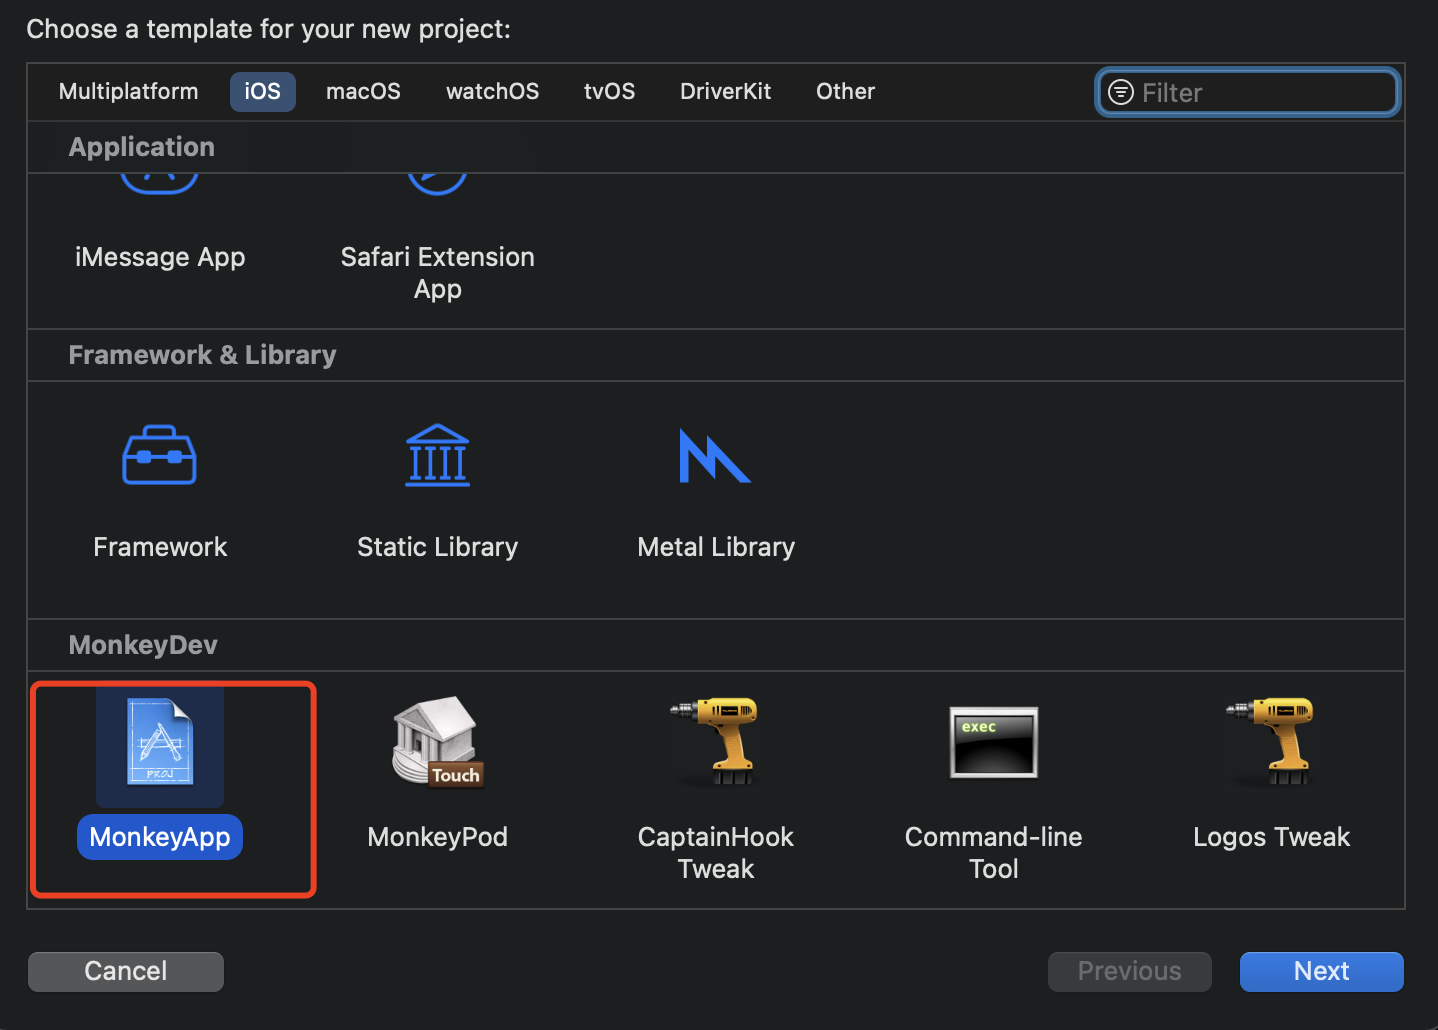 Choose a template for your new project:
Multiplatform iOS macOS watchOS tvOS DriverKit Other Filter
Application
iMessage App Safari Extension
App
Framework & Library
Framework Static Library Metal Library
MonkeyDev
PROJ Touch exec
MonkeyApp MonkeyPod CaptainHook Command-line Logos Tweak
Tweak Tool
Cancel Previous Next